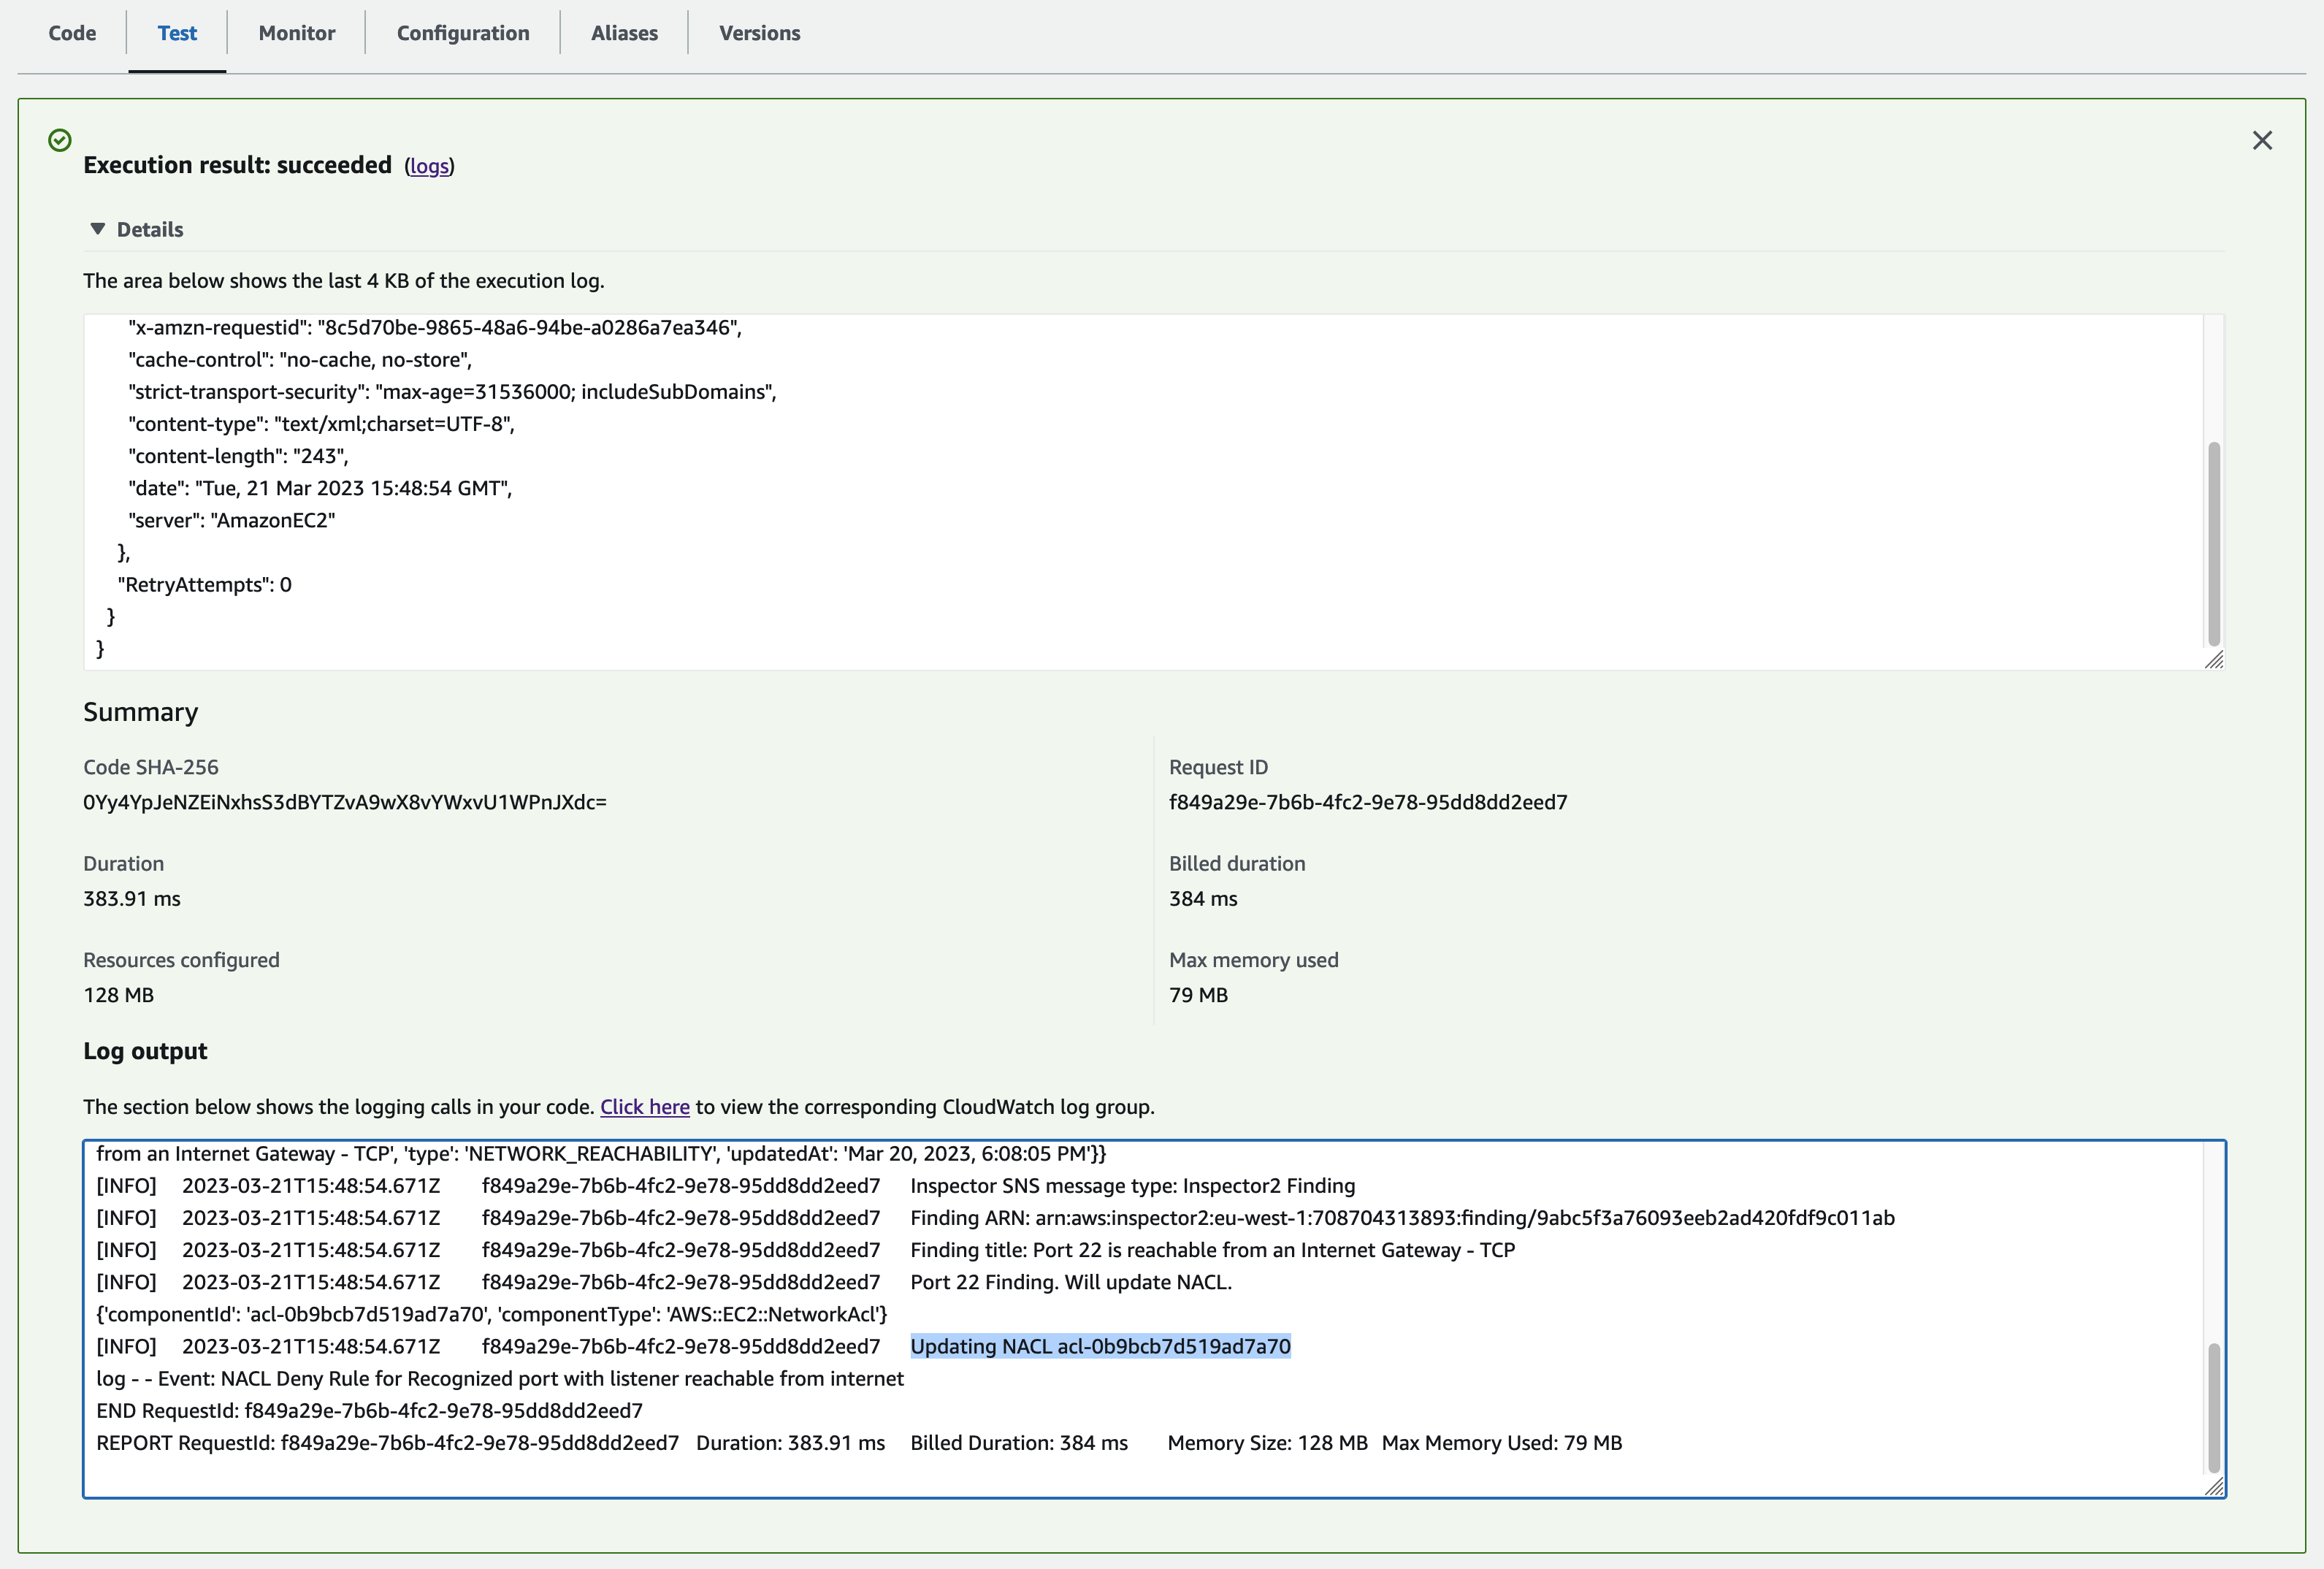 Code
Test
Monitor
Configuration
Aliases
Versions
Execution result: succeeded (logs)
Details
The area below shows the last 4 KB of the execution log.
"x-amzn-requestid": "8c5d70be-9865-48a6-94be-a0286a7ea346",
"cache-control": "no-cache, no-store",
"strict-transport-security": "max-age=31536000; includeSubDomains",
"content-type": "text/xml;charset=UTF-8",
"content-length": "243",
"date": "Tue, 21 Mar 2023 15:48:54 GMT",
"server": "AmazonEC2"
},
"RetryAttempts": 0
}
}
Summary
Code SHA-256
0Yy4YpJeNZEiNxhsS3dBYTZvA9wX8vYWxvU1WPnJXdc=
Request ID
f849a29e-7b6b-4fc2-9e78-95dd8dd2eed7
Duration
383.91 ms
Billed duration
384 ms
Resources configured
128 MB
Max memory used
79 MB
Log output
The section below shows the logging calls in your code. Click here to view the corresponding CloudWatch log group.
from an Internet Gateway - TCP', 'type': 'NETWORK_REACHABILITY', 'updatedAt': 'Mar 20, 2023, 6:08:05 PM'}}
[INFO] 2023-03-21T15:48:54.671Z f849a29e-7b6b-4fc2-9e78-95dd8dd2eed7 Inspector SNS message type: Inspector2 Finding
[INFO] 2023-03-21T15:48:54.671Z f849a29e-7b6b-4fc2-9e78-95dd8dd2eed7 Finding ARN: arn:aws:inspector2:eu-west-1:708704313893:finding/9abc5f3a76093eeb2ad420fdf9c011ab
[INFO] 2023-03-21T15:48:54.671Z f849a29e-7b6b-4fc2-9e78-95dd8dd2eed7 Finding title: Port 22 is reachable from an Internet Gateway - TCP
[INFO] 2023-03-21T15:48:54.671Z f849a29e-7b6b-4fc2-9e78-95dd8dd2eed7 Port 22 Finding. Will update NACL.
{'componentId': 'acl-0b9bcb7d519ad7a70', 'componentType': 'AWS::EC2::NetworkAcl'}
[INFO] 2023-03-21T15:48:54.671Z f849a29e-7b6b-4fc2-9e78-95dd8dd2eed7 Updating NACL acl-0b9bcb7d519ad7a70
log - - Event: NACL Deny Rule for Recognized port with listener reachable from internet
END RequestId: f849a29e-7b6b-4fc2-9e78-95dd8dd2eed7
REPORT RequestId: f849a29e-7b6b-4fc2-9e78-95dd8dd2eed7 Duration: 383.91 ms Billed Duration: 384 ms Memory Size: 128 MB Max Memory Used: 79 MB